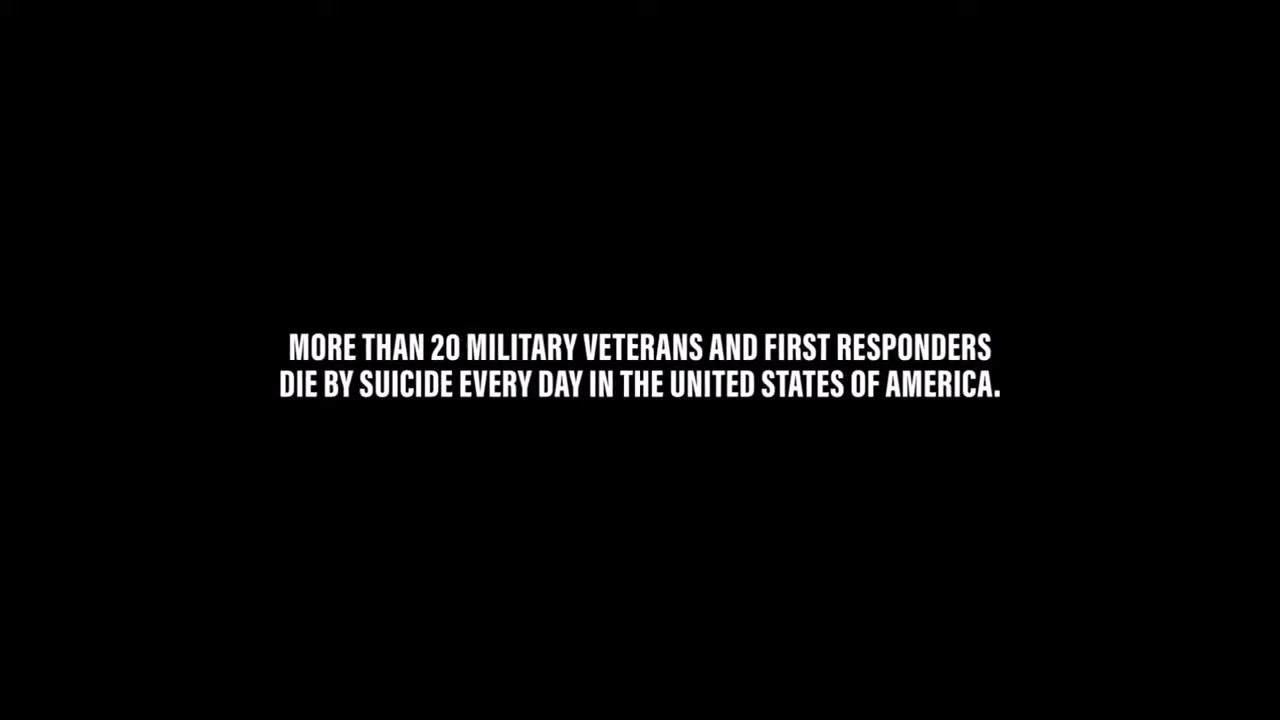 MORE THAN 20 MILITARY VETERANS AND FIRST RESPONDERS
DIE BY SUICIDE EVERY DAY IN THE UNITED STATES OF AMERICA.